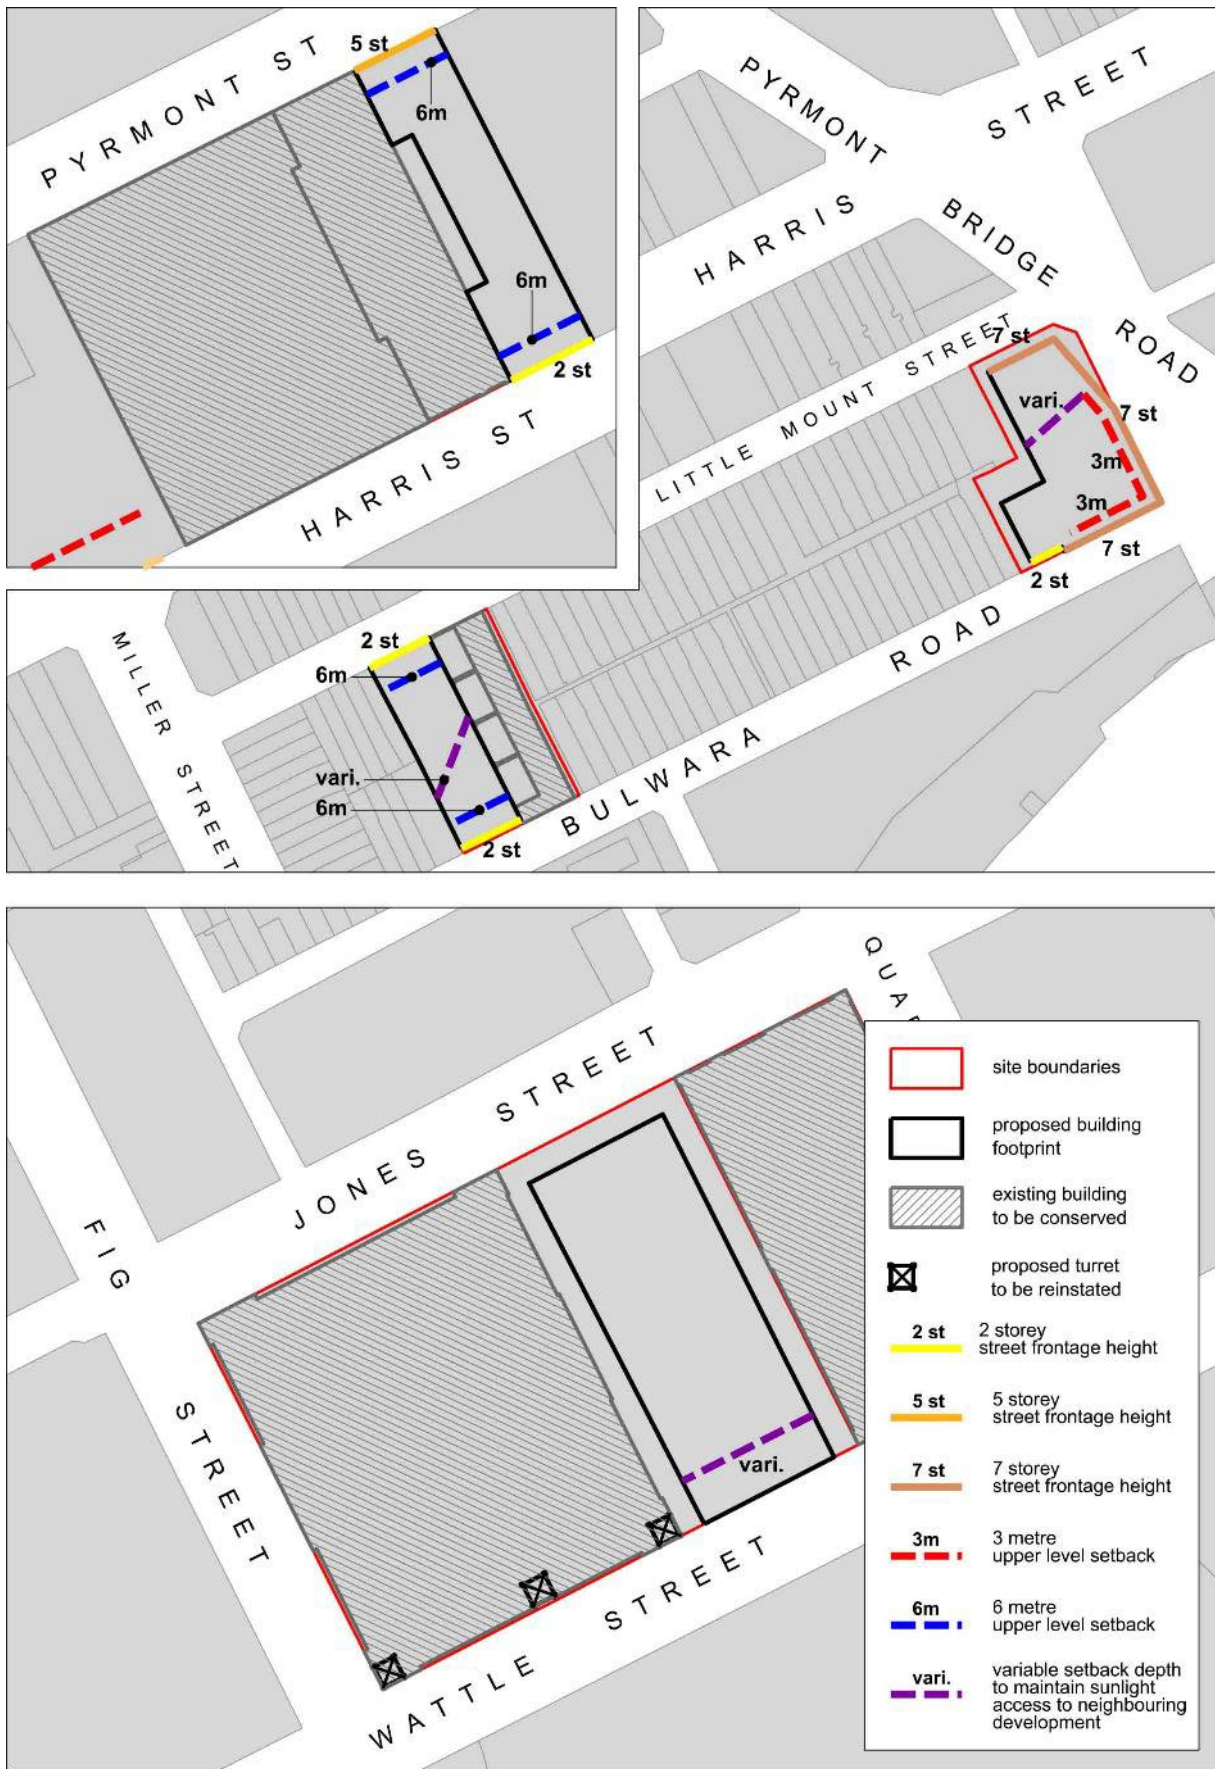 PYRMONT ST
5 st
6m
6m
2 st
HARRIS ST
PYRMONT
BRIDGE
ROAD
HARRIS
STREET
LITTLE MOUNT STREET
7 st
vari.
7 st
3m
3m
7 st
2 st
BULWARA
ROAD
MILLER STREET
2 st
6m
vari.
6m
2 st
JONES STREET
FIG
STREET
WATTLE STREET
vari.
site boundaries
proposed building
footprint
existing building
to be conserved
proposed turret
to be reinstated
2 st
2 storey
street frontage height
5 st
5 storey
street frontage height
7 st
7 storey
street frontage height
3m
3 metre
upper level setback
6m
6 metre
upper level setback
vari.
variable setback depth
to maintain sunlight
access to neighbouring
development